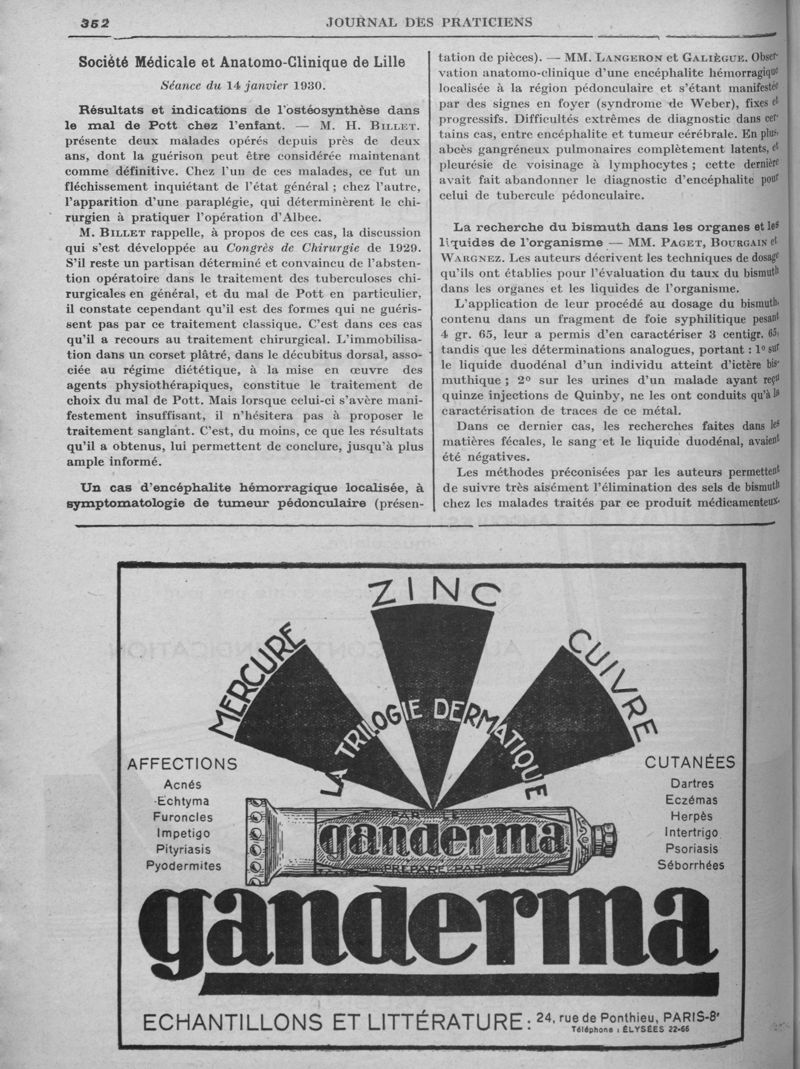 352
JOURNAL DES PRATICIENS
Société Médicale et Anatomo-Clinique de Lille
Séance du 14 janvier 1930.
Résultats et indications de l'ostéosynthèse dans
le mal de Pott chez l'enfant. — M. H. BILLET.
présente deux malades opérés depuis près de deux
ans, dont la guérison peut être considérée maintenant
comme définitive. Chez l'un de ces malades, ce fut un
fléchissement inquiétant de l'état général ; chez l'autre,
l'apparition d'une paraplégie, qui déterminèrent le chi-
rurgien à pratiquer l'opération d'Albee.
M. BILLET rappelle, à propos de ces cas, la discussion
qui s'est développée au Congrès de Chirurgie de 1929.
S'il reste un partisan déterminé et convaincu de l'absten-
tion opératoire dans le traitement des tuberculoses chi-
rurgicales en général, et du mal de Pott en particulier,
il constate cependant qu'il est des formes qui ne guéris-
sent pas par ce traitement classique. C'est dans ces cas
qu'il a recours au traitement chirurgical. L'immobilisa-
tion dans un corset plâtré, dans le décubitus dorsal, asso-
ciée au régime diététique, à la mise en œuvre des
agents physiothérapiques, constitue le traitement de
choix du mal de Pott. Mais lorsque celui-ci s'avère mani-
festement insuffisant, il n'hésitera pas à proposer le
traitement sanglant. C'est, du moins, ce que les résultats
qu'il a obtenus, lui permettent de conclure, jusqu'à plus
ample informé.
Un cas d'encéphalite hémorragique localisée, à
symptomatologie de tumeur pédonculaire (présen-
tation de pièces). — MM. LANGERON et GALIÈGUE. Obser-
vation anatomo-clinique d'une encéphalite hémorragique
localisée à la région pédonculaire et s'étant manifestée
par des signes en foyer (syndrome de Weber), fixes et
progressifs. Difficultés extrêmes de diagnostic dans cer-
tains cas, entre encéphalite et tumeur cérébrale. En plus,
abcès gangréneux pulmonaires complètement latents, et
pleurésie de voisinage à lymphocytes ; cette dernière
avait fait abandonner le diagnostic d'encéphalite pour
celui de tubercule pédonculaire.
La recherche du bismuth dans les organes et les
liquides de l'organisme — MM. PAGET, BOURGAIN et
WARGNEZ. Les auteurs décrivent les techniques de dosage
qu'ils ont établies pour l'évaluation du taux du bismuth
dans les organes et les liquides de l'organisme.
L'application de leur procédé au dosage du bismuth,
contenu dans un fragment de foie syphilitique pesant
4 gr. 65, leur a permis d'en caractériser 3 centigr. 65,
tandis que les déterminations analogues, portant : 1o sur
le liquide duodénal d'un individu atteint d'ictère bis-
muthique ; 2o sur les urines d'un malade ayant reçu
quinze injections de Quinby, ne les ont conduits qu'à la
caractérisation de traces de ce métal.
Dans ce dernier cas, les recherches faites dans les
matières fécales, le sang et le liquide duodénal, avaient
été négatives.
Les méthodes préconisées par les auteurs permettent
de suivre très aisément l'élimination des sels de bismuth
chez les malades traités par ce produit médicamenteux.
MERCURE
ZINC
CUIVRE
LA TRILOGIE DERMATIQUE
AFFECTIONS
Acnés
Echtyma
Furoncles
Impetigo
Pityriasis
Pyodermites
CUTANÉES
Dartres
Eczémas
Herpès
Intertrigo
Psoriasis
Séborrhées
PAR LE
ganderma
PRÉPARÉ PAR
ganderma
ECHANTILLONS ET LITTÉRATURE : 24, rue de Ponthieu, PARIS-8e
Téléphone : ÉLYSÉES 22-66